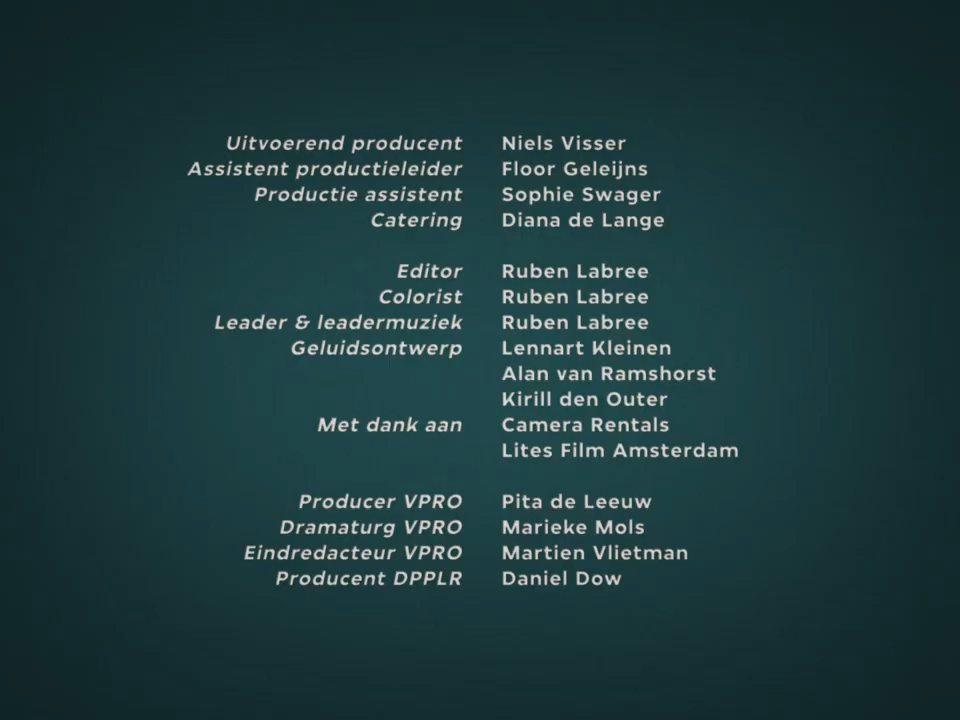 Uitvoerend producent Niels Visser
Assistent productieleider Floor Geleijns
Productie assistent Sophie Swager
Catering Diana de Lange
Editor Ruben Labree
Colorist Ruben Labree
Leader & leadermuziek Ruben Labree
Geluidsontwerp Lennart Kleinen
Alan van Ramshorst
Kirill den Outer
Met dank aan Camera Rentals
Lites Film Amsterdam
Producer VPRO Pita de Leeuw
Dramaturg VPRO Marieke Mols
Eindredacteur VPRO Martien Vlietman
Producent DPPLR Daniel Dow